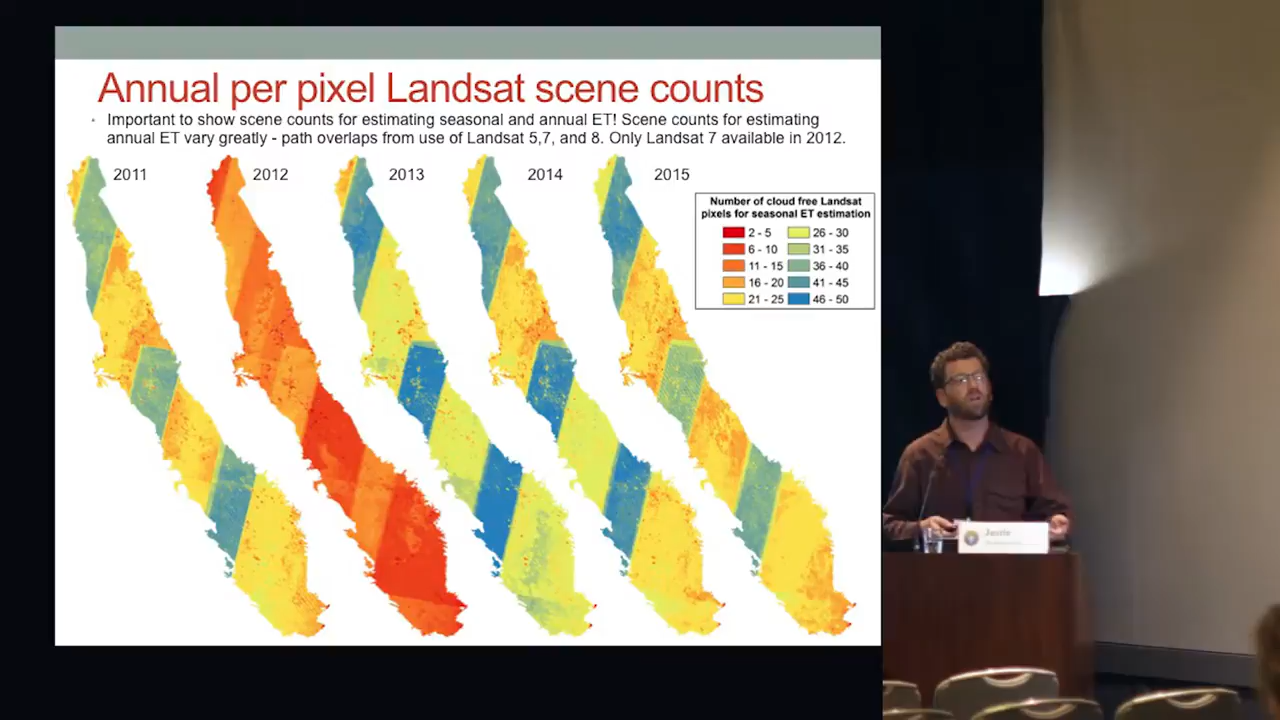 Annual per pixel Landsat scene counts
Important to show scene counts for estimating seasonal and annual ET! Scene counts for estimating
annual ET vary greatly - path overlaps from use of Landsat 5,7, and 8. Only Landsat 7 available in 2012.
2011
2012
2013
2014
2015
Number of cloud free Landsat
pixels for seasonal ET estimation
2 - 5
26 - 30
6 - 10
31 - 35
11 - 15
36 - 40
16 - 20
41 - 45
21 - 25
46 - 50